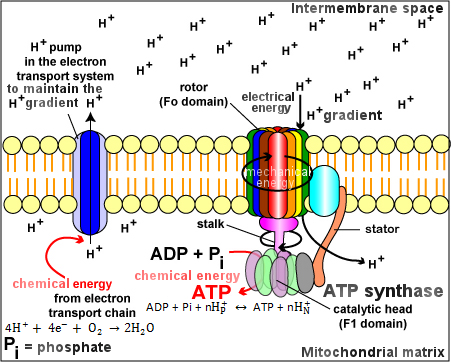 Intermembrane space
H⁺ H⁺ H⁺ H⁺
H⁺ pump
in the electron
transport system
to maintain the
gradient
H⁺ H⁺ H⁺ H⁺ H⁺ H⁺
H⁺ H⁺ H⁺ H⁺ H⁺ H⁺
rotor
(Fo domain)
electrical
energy
H⁺ gradient
mechanical
energy
H⁺ H⁺
stalk
stator
H⁺
H⁺
ADP + Pi
chemical energy
ATP
chemical energy
from electron
transport chain
4H⁺ + 4e⁻ + O₂ → 2H₂O
ADP + Pi + nH⁺P ↔ ATP + nH⁺N
ATP synthase
catalytic head
(F1 domain)
Pi = phosphate
Mitochondrial matrix